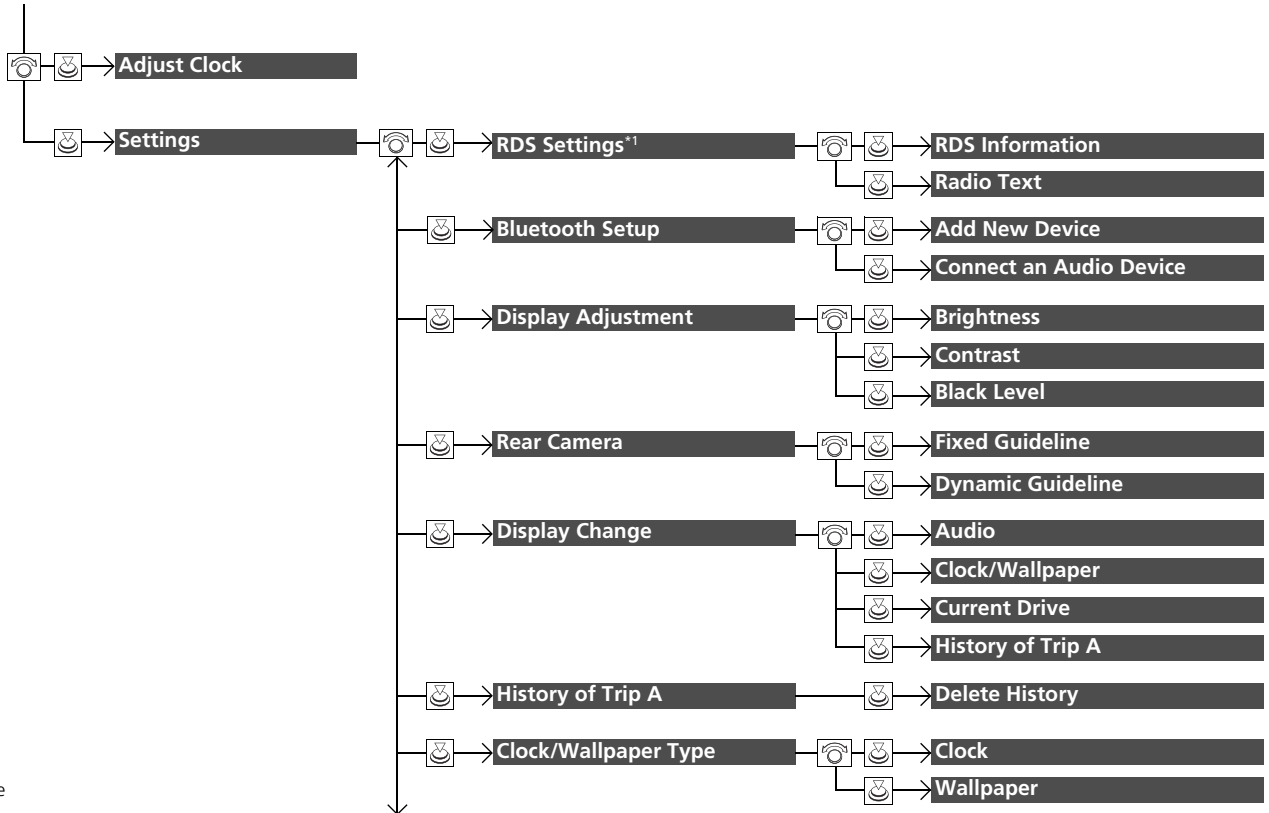 Adjust Clock
Settings
RDS Settings*1
RDS Information
Radio Text
Bluetooth Setup
Add New Device
Connect an Audio Device
Display Adjustment
Brightness
Contrast
Black Level
Rear Camera
Fixed Guideline
Dynamic Guideline
Display Change
Audio
Clock/Wallpaper
Current Drive
History of Trip A
History of Trip A
Delete History
Clock/Wallpaper Type
Clock
Wallpaper
e